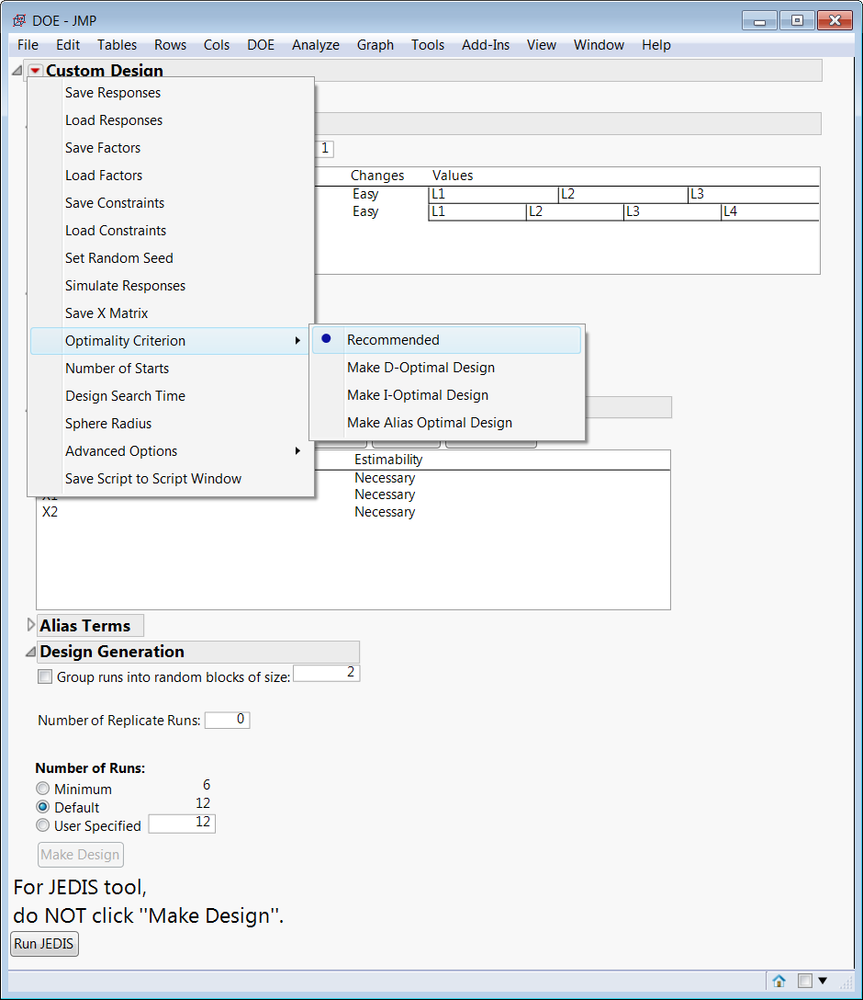 DOE - JMP
File Edit Tables Rows Cols DOE Analyze Graph Tools Add-Ins View Window Help
Custom Design
Save Responses
Load Responses
Save Factors
Load Factors
Save Constraints
Load Constraints
Set Random Seed
Simulate Responses
Save X Matrix
Optimality Criterion
Number of Starts
Design Search Time
Sphere Radius
Advanced Options
Save Script to Script Window
1
Changes Values
Easy L1 L2 L3
Easy L1 L2 L3 L4
Recommended
Make D-Optimal Design
Make I-Optimal Design
Make Alias Optimal Design
Estimability
Necessary
X1 Necessary
X2 Necessary
Alias Terms
Design Generation
Group runs into random blocks of size: 2
Number of Replicate Runs: 0
Number of Runs:
Minimum 6
Default 12
User Specified 12
Make Design
For JEDIS tool,
do NOT click "Make Design".
Run JEDIS